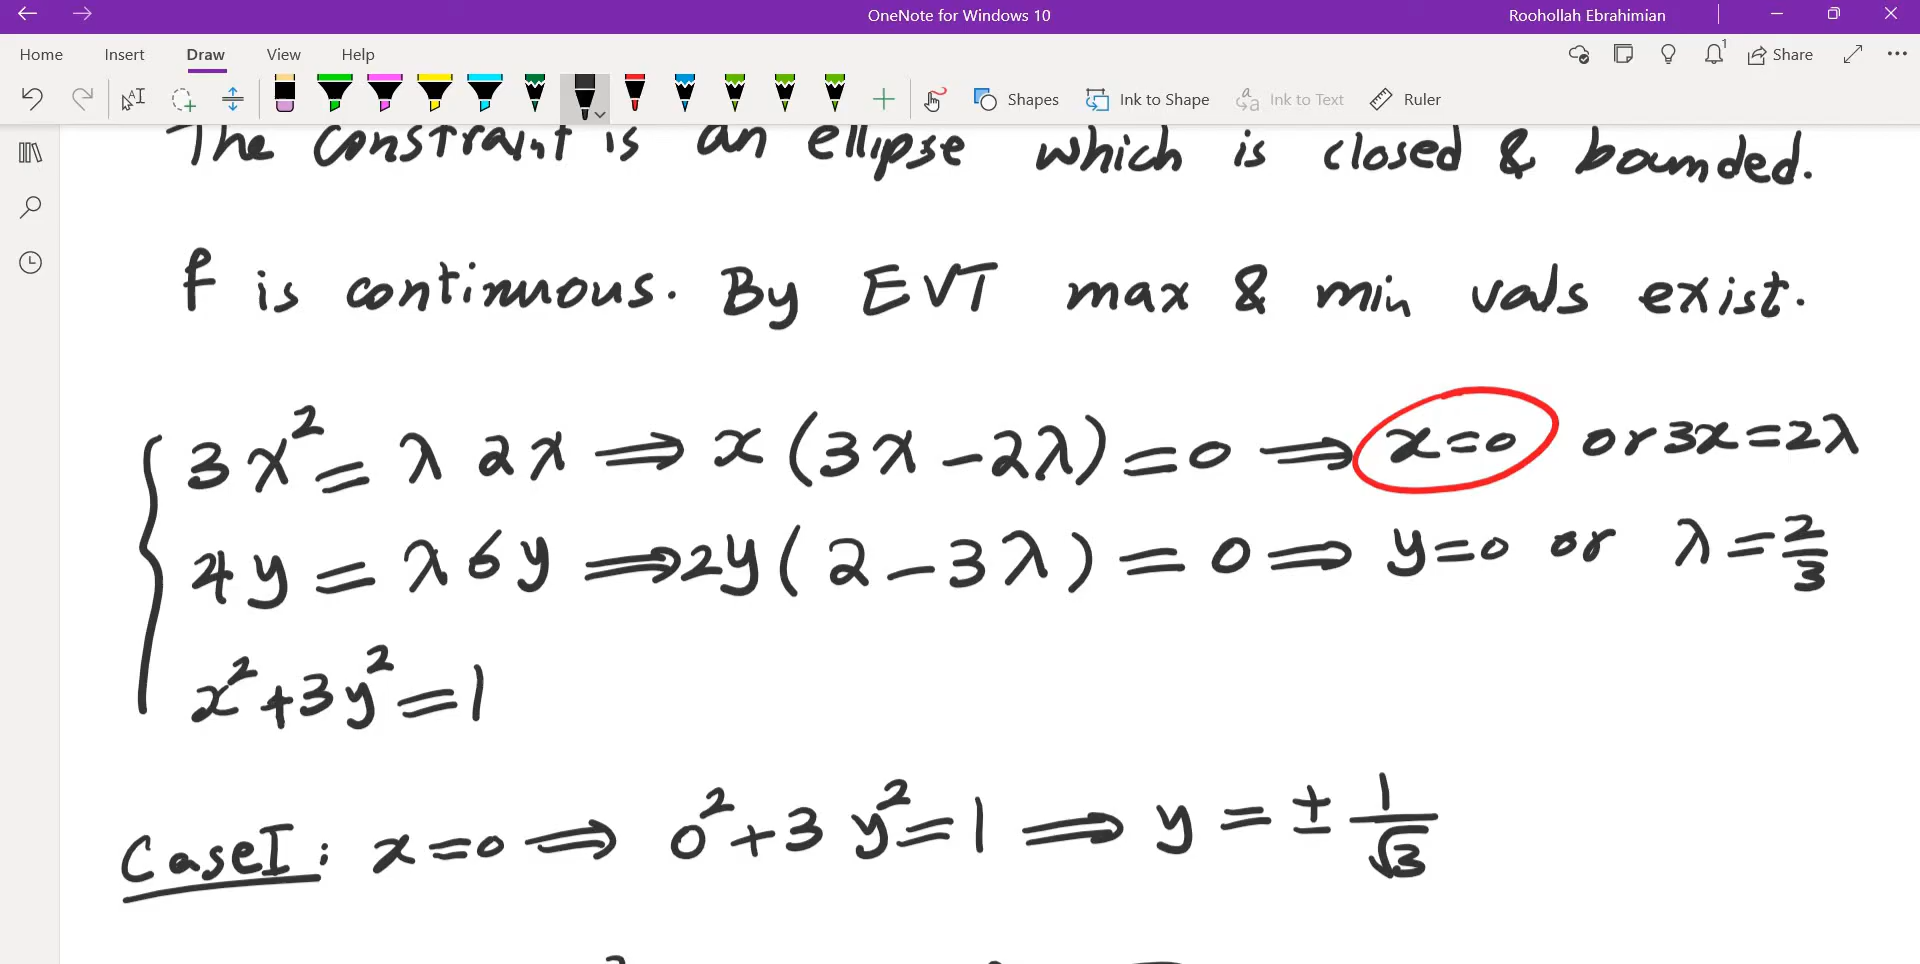 OneNote for Windows 10
Roohollah Ebrahimian
Home Insert Draw View Help
1
Share
Shapes Ink to Shape Ink to Text Ruler
The constraint is an ellipse which is closed & bounded.
f is continuous. By EVT max & min vals exist.
3x² = λ 2x ⟹ x (3x − 2λ) = 0 ⟹ x = 0 or 3x = 2λ
4y = λ 6y ⟹ 2y (2 − 3λ) = 0 ⟹ y = 0 or λ = 2/3
x² + 3y² = 1
Case I: x = 0 ⟹ 0² + 3y² = 1 ⟹ y = ± 1/√3